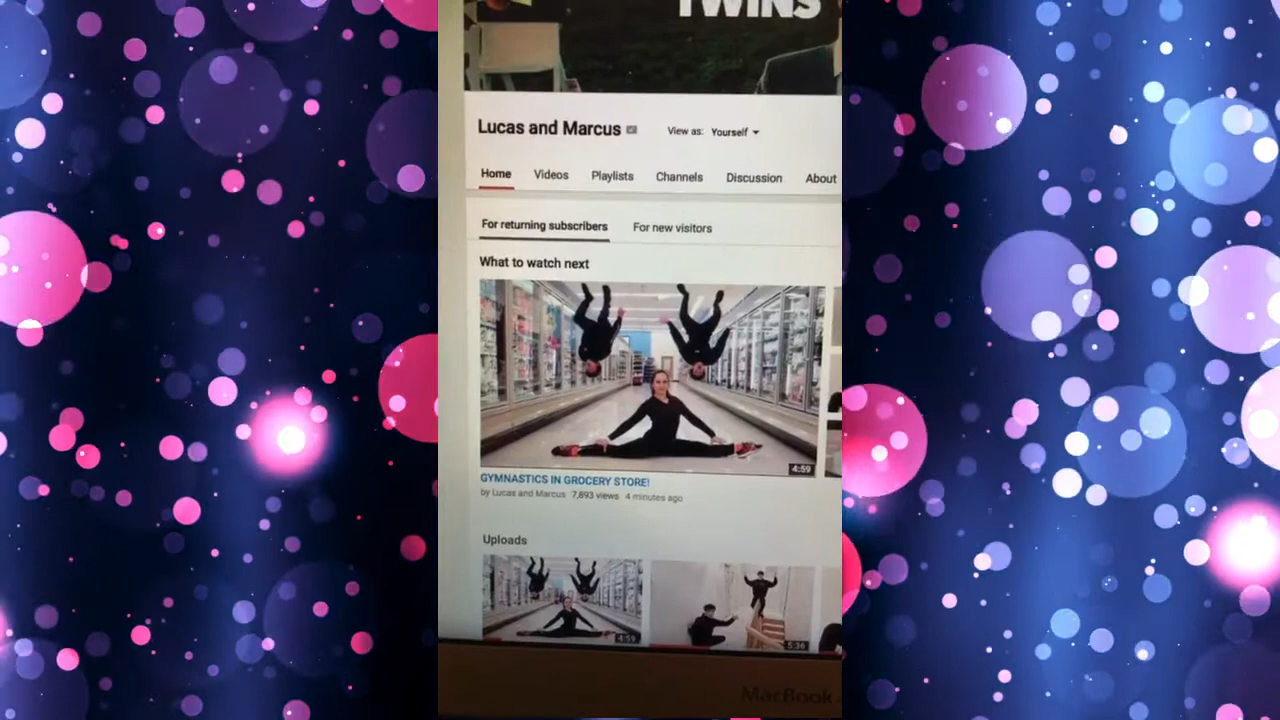 TWINS
Lucas and Marcus View as: Yourself
Home Videos Playlists Channels Discussion About
For returning subscribers For new visitors
What to watch next
4:59
GYMNASTICS IN GROCERY STORE!
by Lucas and Marcus 7,893 views 4 minutes ago
Uploads
4:59 5:36
MacBook